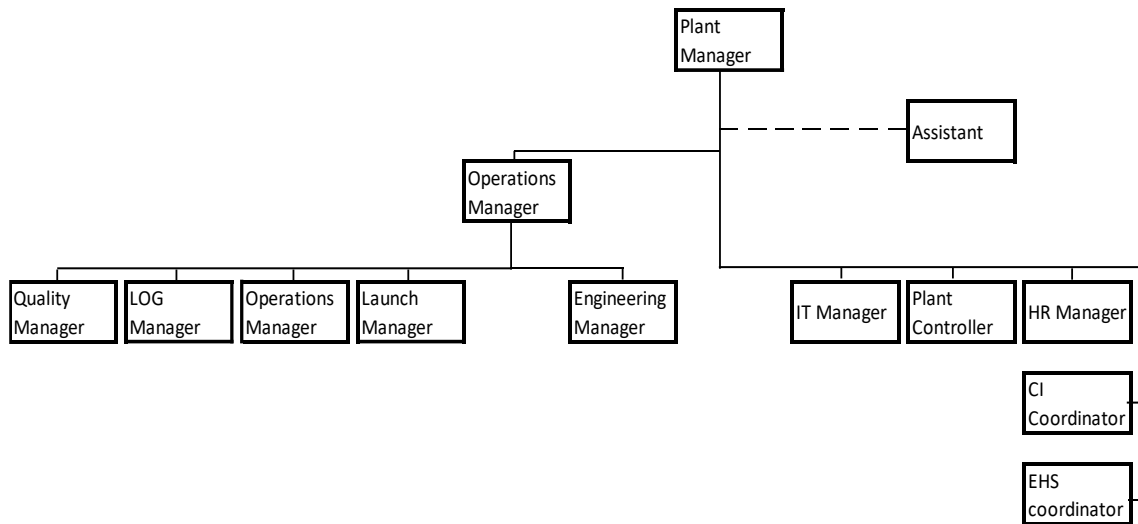 Plant
Manager
Assistant
Operations
Manager
Quality
Manager
LOG
Manager
Operations
Manager
Launch
Manager
Engineering
Manager
IT Manager
Plant
Controller
HR Manager
CI
Coordinator
EHS
coordinator